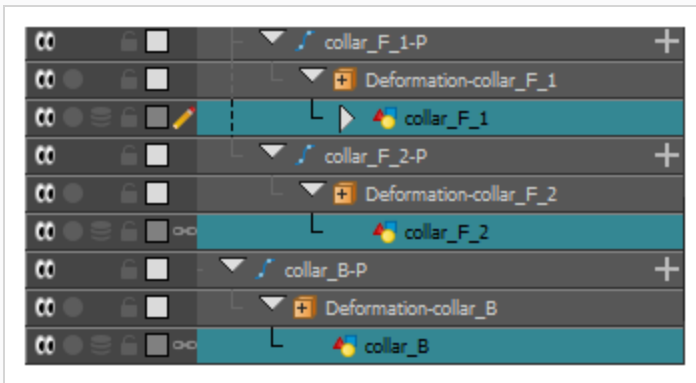 collar_F_1-P
Deformation-collar_F_1
collar_F_1
collar_F_2-P
Deformation-collar_F_2
collar_F_2
collar_B-P
Deformation-collar_B
collar_B